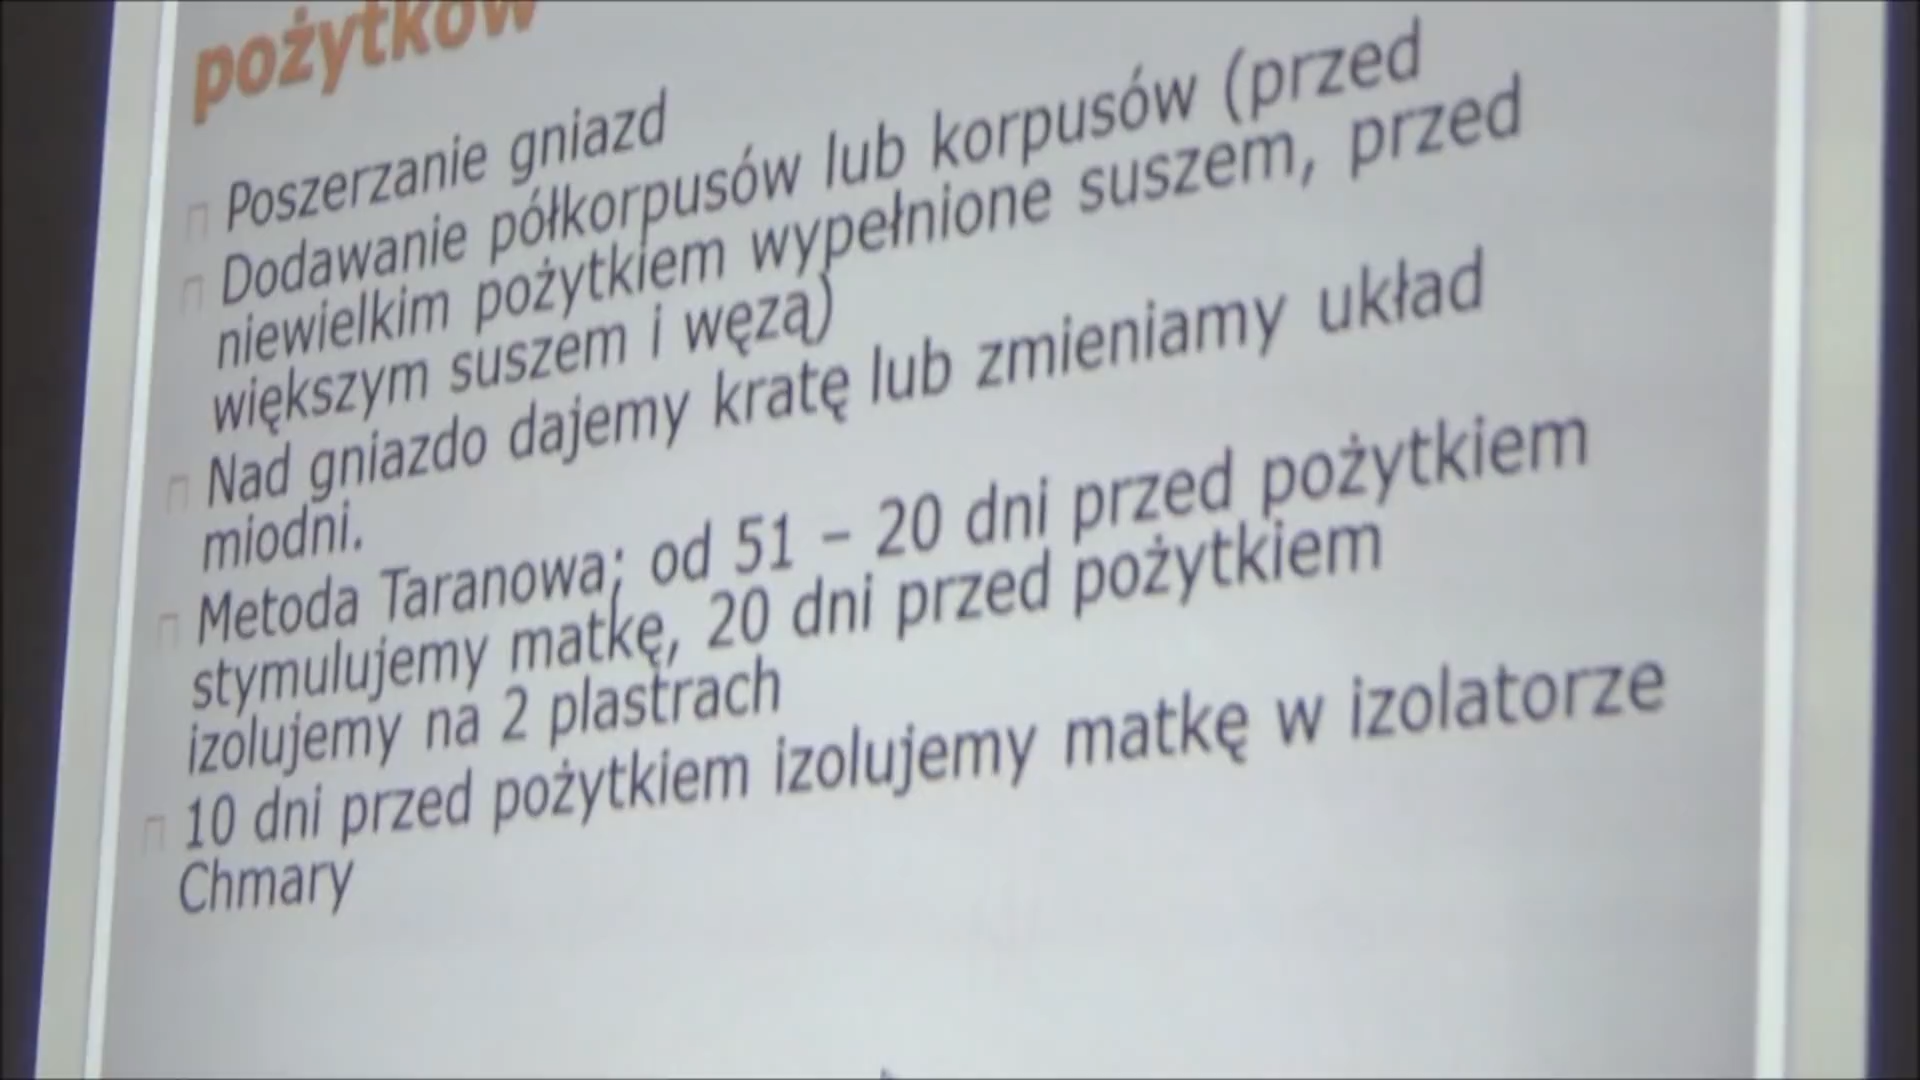 pożytków
Poszerzanie gniazd
Dodawanie półkorpusów lub korpusów (przed
niewielkim pożytkiem wypełnione suszem, przed
większym suszem i węzą)
Nad gniazdo dajemy kratę lub zmieniamy układ
miodni.
Metoda Taranowa; od 51 – 20 dni przed pożytkiem
stymulujemy matkę, 20 dni przed pożytkiem
izolujemy na 2 plastrach
10 dni przed pożytkiem izolujemy matkę w izolatorze
Chmary